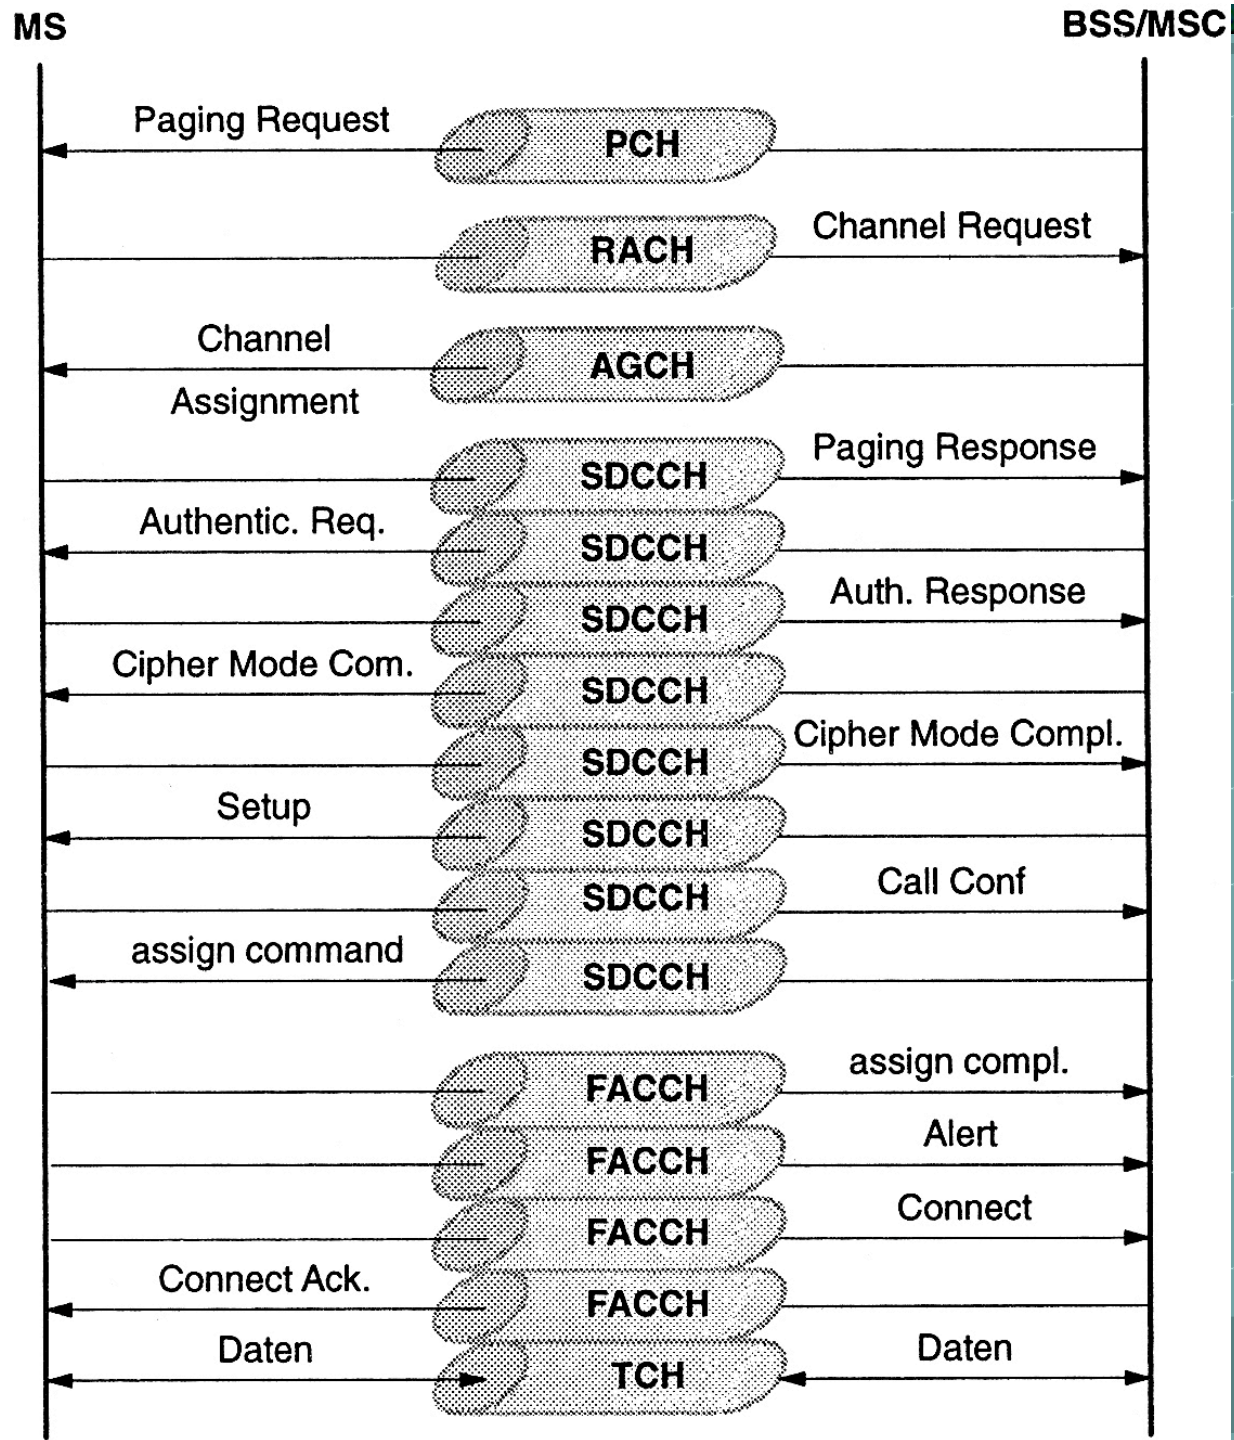 MS
BSS/MSC
Paging Request
PCH
RACH
Channel Request
Channel
AGCH
Assignment
SDCCH
Paging Response
Authentic. Req.
SDCCH
SDCCH
Auth. Response
Cipher Mode Com.
SDCCH
SDCCH
Cipher Mode Compl.
Setup
SDCCH
SDCCH
Call Conf
assign command
SDCCH
FACCH
assign compl.
FACCH
Alert
FACCH
Connect
Connect Ack.
FACCH
Daten
TCH
Daten